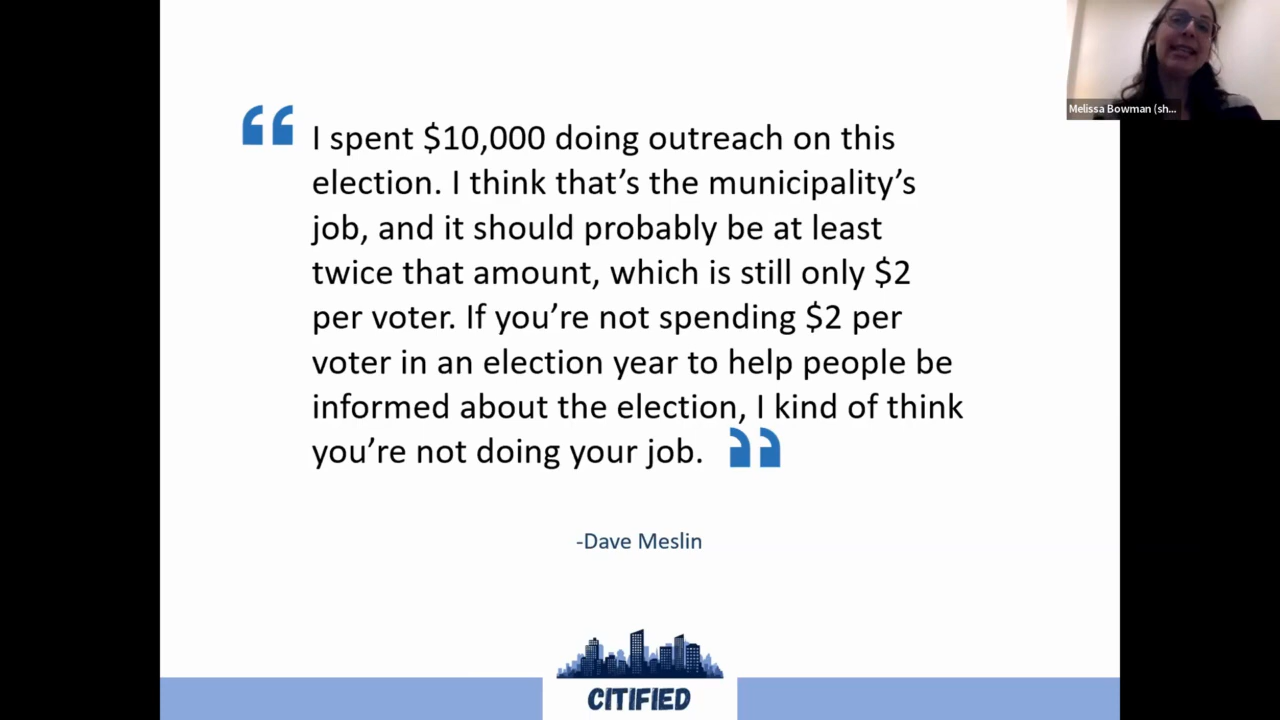 Melissa Bowman (sh...
“ I spent $10,000 doing outreach on this
election. I think that’s the municipality’s
job, and it should probably be at least
twice that amount, which is still only $2
per voter. If you’re not spending $2 per
voter in an election year to help people be
informed about the election, I kind of think
you’re not doing your job. ”
-Dave Meslin
CITIFIED